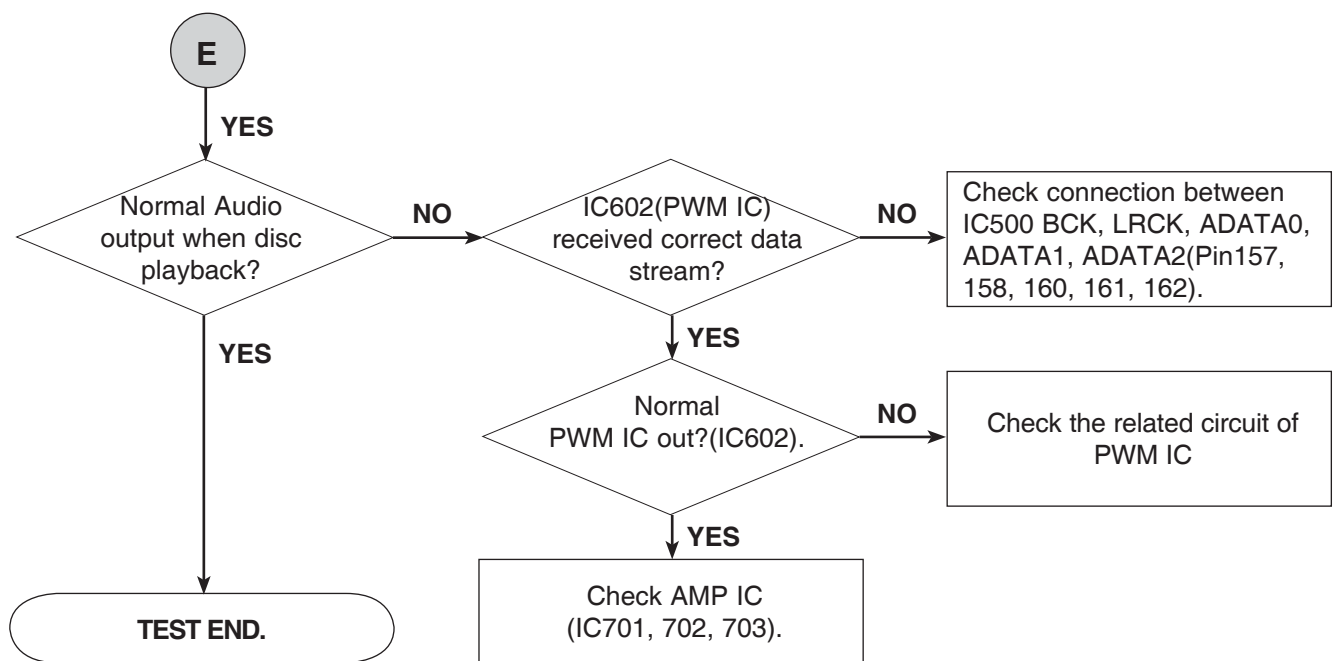 E
YES
Normal Audio
output when disc
playback?
NO
IC602(PWM IC)
received correct data
stream?
NO
Check connection between
IC500 BCK, LRCK, ADATA0,
ADATA1, ADATA2(Pin157,
158, 160, 161, 162).
YES
YES
Normal
PWM IC out?(IC602).
NO
Check the related circuit of
PWM IC
YES
Check AMP IC
(IC701, 702, 703).
TEST END.